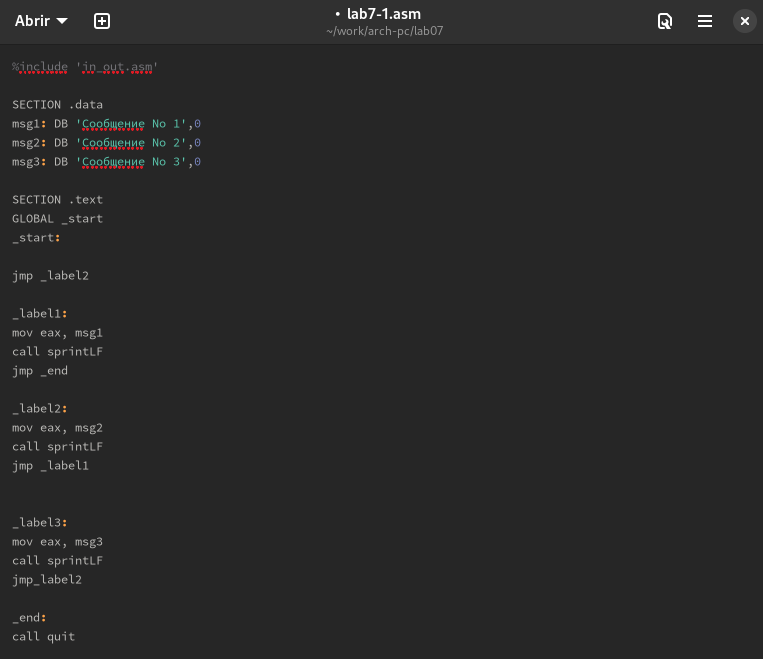 Abrir
• lab7-1.asm
~/work/arch-pc/lab07
%include 'in_out.asm'
SECTION .data
msg1: DB 'Сообщение No 1',0
msg2: DB 'Сообщение No 2',0
msg3: DB 'Сообщение No 3',0
SECTION .text
GLOBAL _start
_start:
jmp _label2
_label1:
mov eax, msg1
call sprintLF
jmp _end
_label2:
mov eax, msg2
call sprintLF
jmp _label1
_label3:
mov eax, msg3
call sprintLF
jmp_label2
_end:
call quit